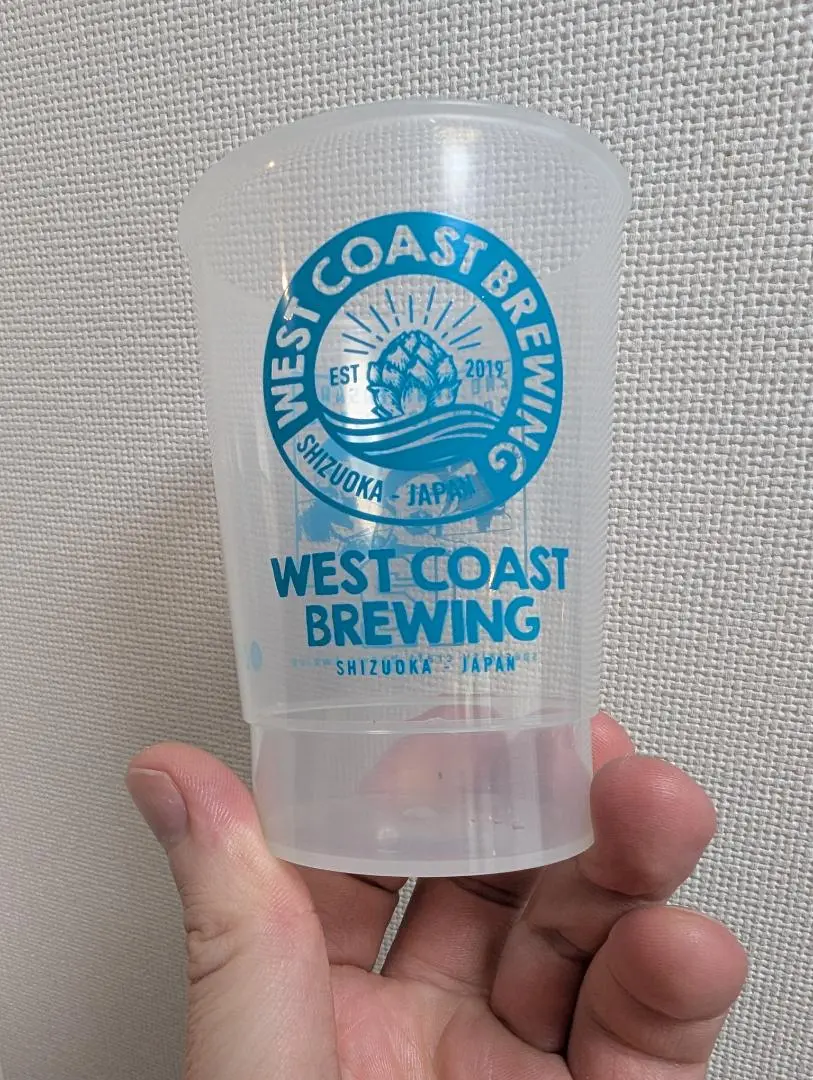 WEST COAST BREWING
EST 2019
SHIZUOKA - JAPAN
WEST COAST
BREWING
SHIZUOKA - JAPAN